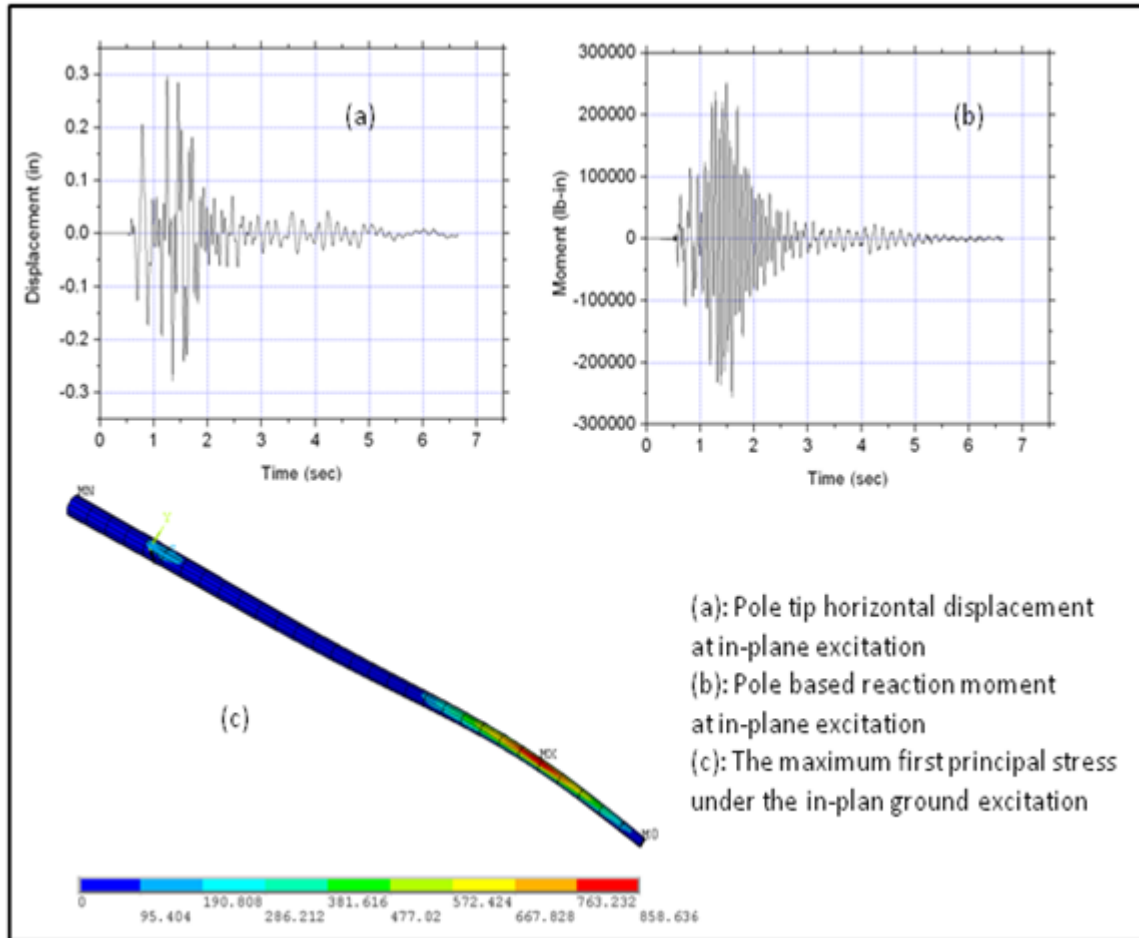 0.3
0.2
0.1
0.0
-0.1
-0.2
-0.3
Displacement (in)
(a)
0 1 2 3 4 5 6 7
Time (sec)
300000
200000
100000
0
-100000
-200000
-300000
Moment (lb-in)
(b)
0 1 2 3 4 5 6 7
Time (sec)
MN
Y
(c)
MX
(a): Pole tip horizontal displacement
at in-plane excitation
(b): Pole based reaction moment
at in-plane excitation
(c): The maximum first principal stress
under the in-plan ground excitation
0 190.808 381.616 572.424 763.232
95.404 286.212 477.02 667.828 858.636